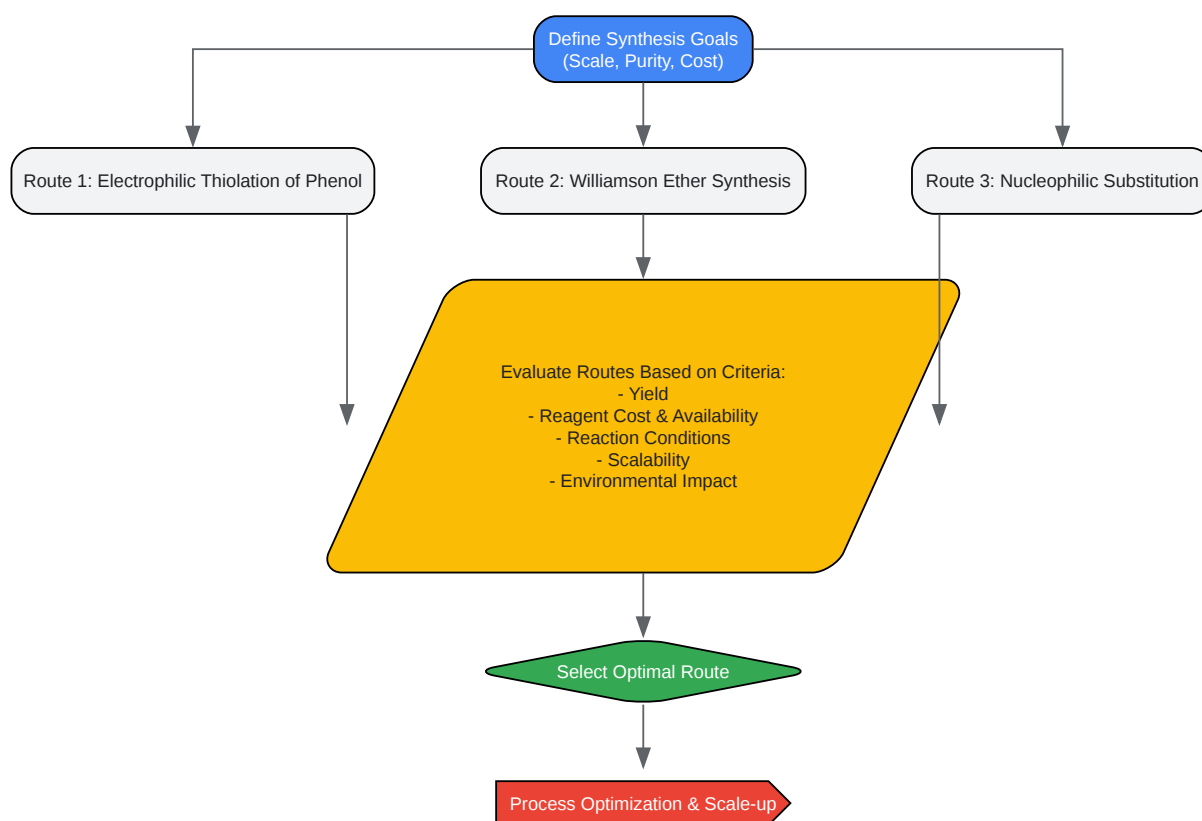 Define Synthesis Goals
(Scale, Purity, Cost)
Route 1: Electrophilic Thiolation of Phenol
Route 2: Williamson Ether Synthesis
Route 3: Nucleophilic Substitution
Evaluate Routes Based on Criteria:
- Yield
- Reagent Cost & Availability
- Reaction Conditions
- Scalability
- Environmental Impact
Select Optimal Route
Process Optimization & Scale-up